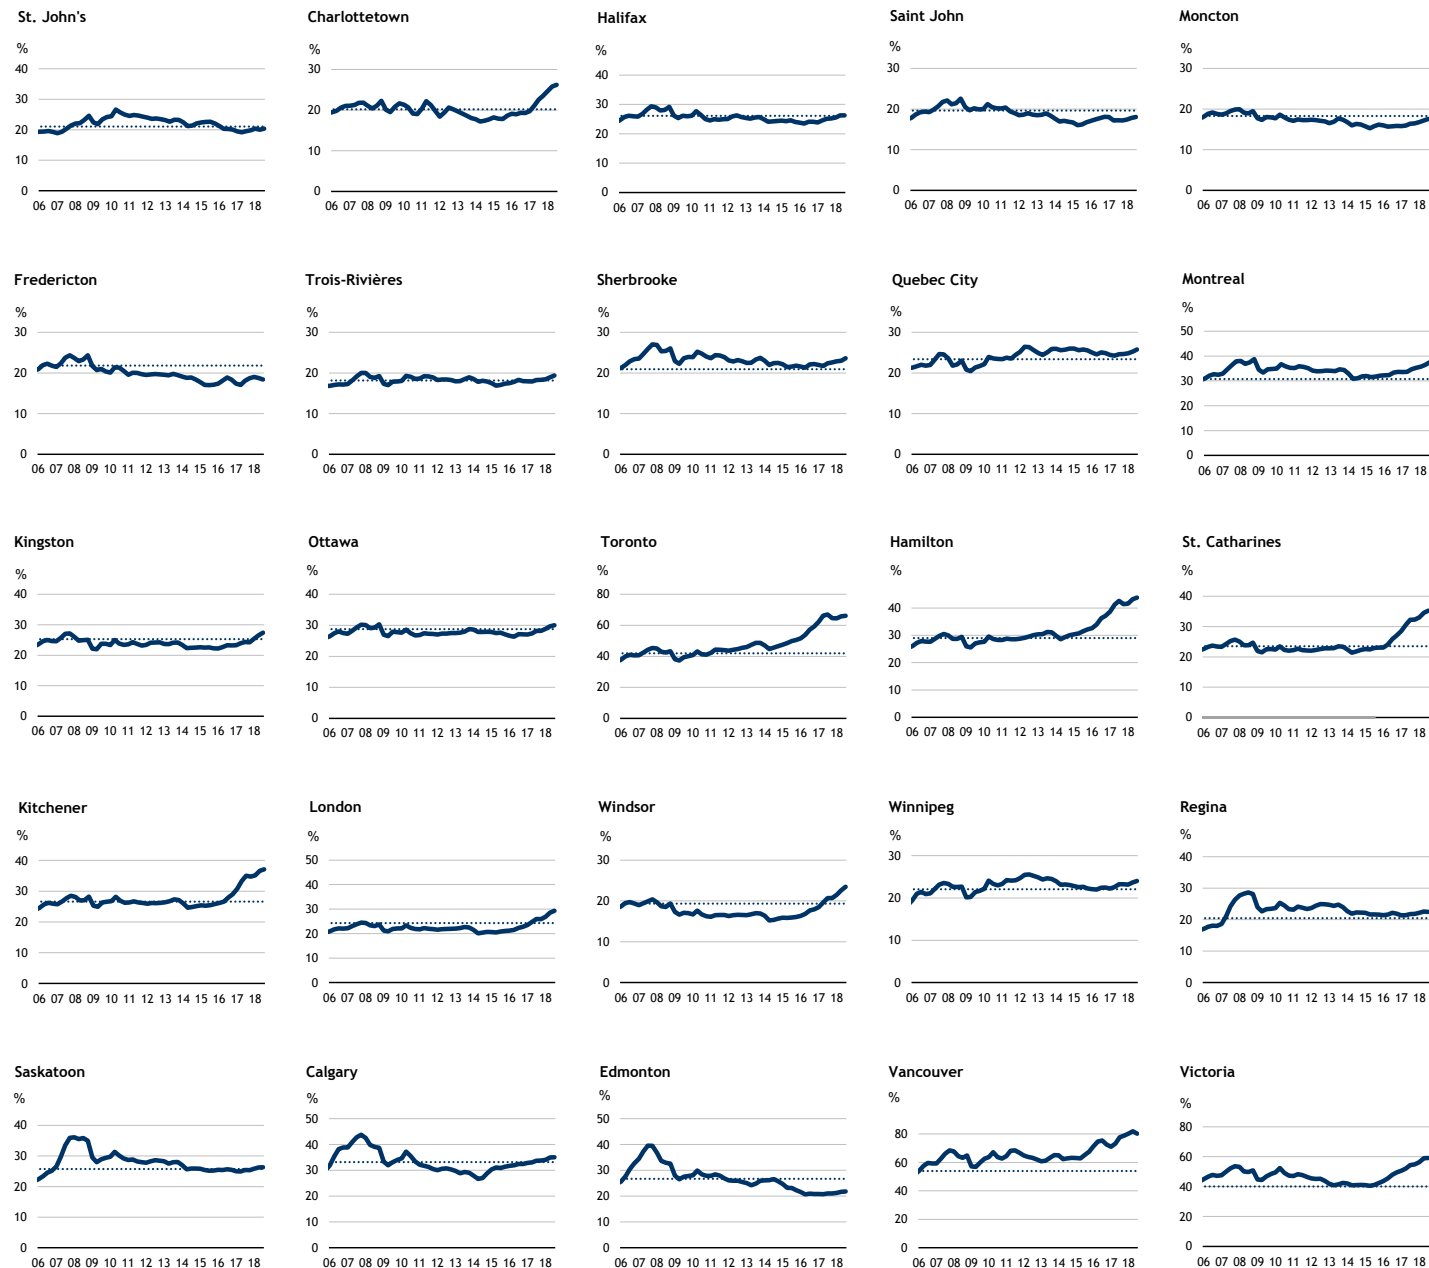 St. John's Charlottetown Halifax Saint John Moncton
% % % % %
40 30 40 30 30
30 20 30 20 20
20 10 20 10 10
10 0 10 0 0
0 0
06 07 08 09 10 11 12 13 14 15 16 17 18 06 07 08 09 10 11 12 13 14 15 16 17 18 06 07 08 09 10 11 12 13 14 15 16 17 18 06 07 08 09 10 11 12 13 14 15 16 17 18 06 07 08 09 10 11 12 13 14 15 16 17 18
Fredericton Trois-Rivières Sherbrooke Quebec City Montreal
% % % % %
30 30 30 30 50
20 20 20 20 40
10 10 10 10 30
0 0 0 0 20
10
0
06 07 08 09 10 11 12 13 14 15 16 17 18 06 07 08 09 10 11 12 13 14 15 16 17 18 06 07 08 09 10 11 12 13 14 15 16 17 18 06 07 08 09 10 11 12 13 14 15 16 17 18 06 07 08 09 10 11 12 13 14 15 16 17 18
Kingston Ottawa Toronto Hamilton St. Catharines
% % % % %
40 40 80 40 40
30 30 60 30 30
20 20 40 20 20
10 10 20 10 10
0 0 0 0 0
06 07 08 09 10 11 12 13 14 15 16 17 18 06 07 08 09 10 11 12 13 14 15 16 17 18 06 07 08 09 10 11 12 13 14 15 16 17 18 06 07 08 09 10 11 12 13 14 15 16 17 18 06 07 08 09 10 11 12 13 14 15 16 17 18
Kitchener London Windsor Winnipeg Regina
% % % % %
40 50 30 30 40
30 40 20 20 30
20 30 10 10 20
10 20 0 0 10
0 10 0
0
06 07 08 09 10 11 12 13 14 15 16 17 18 06 07 08 09 10 11 12 13 14 15 16 17 18 06 07 08 09 10 11 12 13 14 15 16 17 18 06 07 08 09 10 11 12 13 14 15 16 17 18 06 07 08 09 10 11 12 13 14 15 16 17 18
Saskatoon Calgary Edmonton Vancouver Victoria
% % % % %
40 50 50 80 80
30 40 40 60 60
20 30 30 40 40
10 20 20 20 20
0 10 10 0 0
0 0
06 07 08 09 10 11 12 13 14 15 16 17 18 06 07 08 09 10 11 12 13 14 15 16 17 18 06 07 08 09 10 11 12 13 14 15 16 17 18 06 07 08 09 10 11 12 13 14 15 16 17 18 06 07 08 09 10 11 12 13 14 15 16 17 18